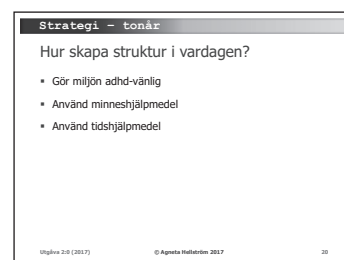 Strategi – tonår
Hur skapa struktur i vardagen?
▪ Gör miljön adhd-vänlig
▪ Använd minneshjälpmedel
▪ Använd tidshjälpmedel
Utgåva 2:0 (2017) © Agneta Hellström 2017 20